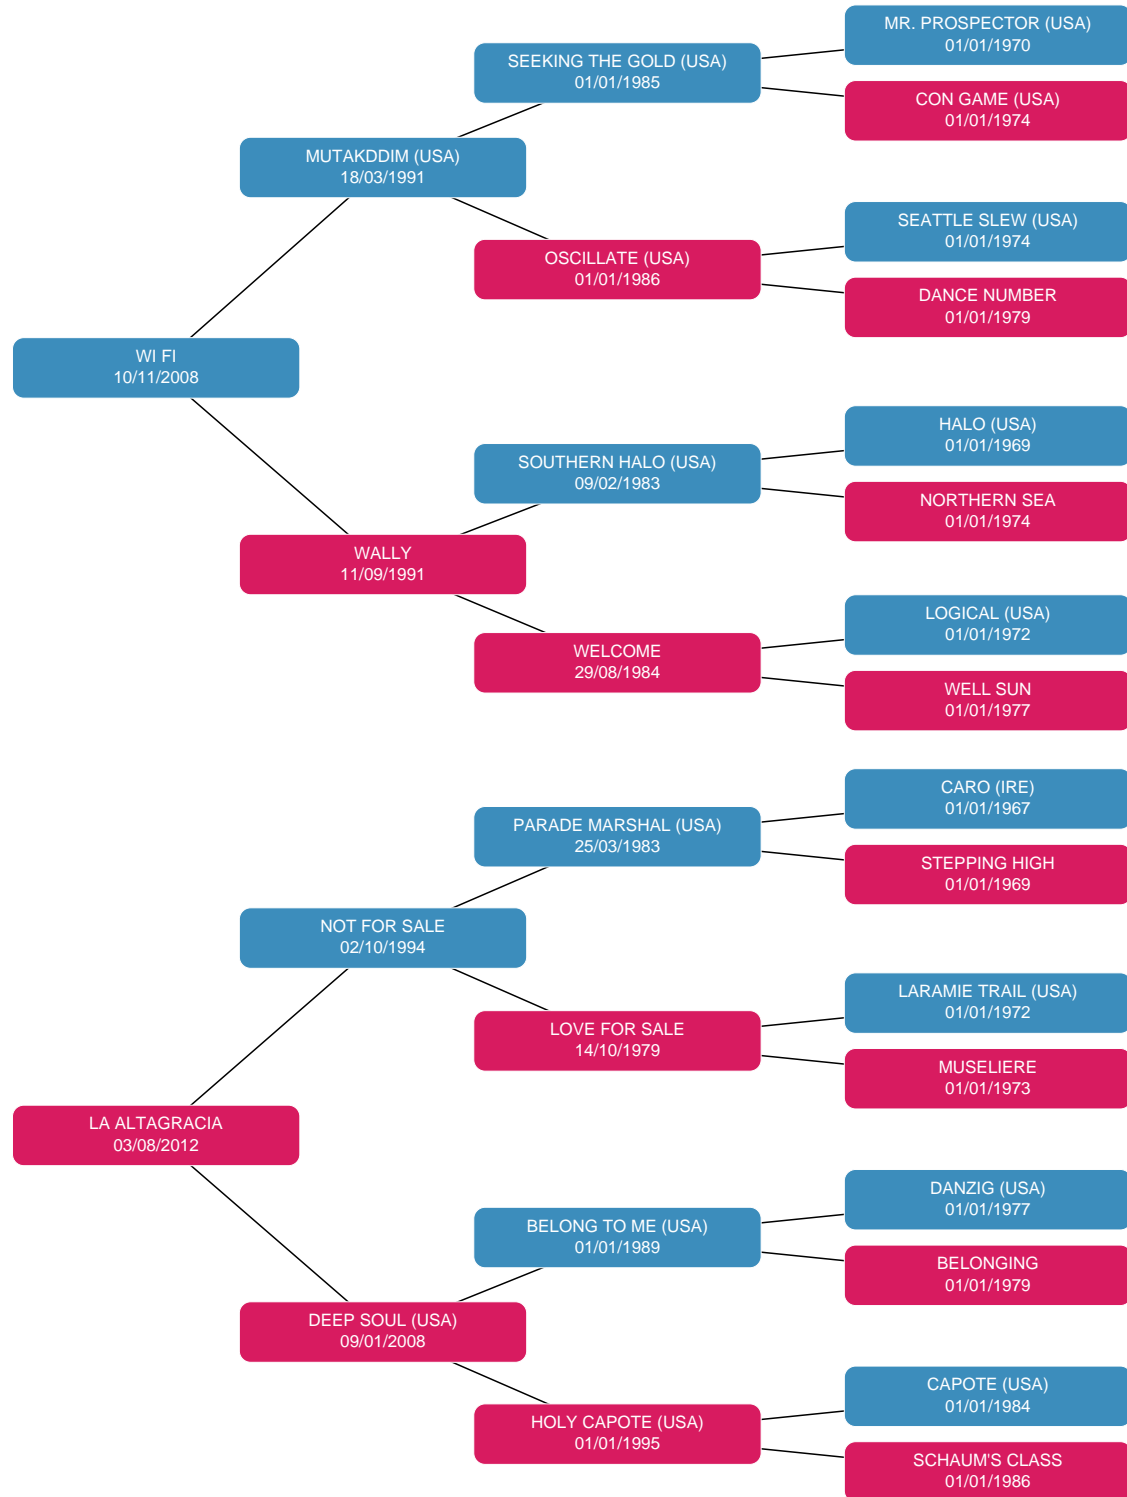 MR. PROSPECTOR (USA)
01/01/1970
SEEKING THE GOLD (USA)
01/01/1985
CON GAME (USA)
01/01/1974
MUTAKDDIM (USA)
18/03/1991
SEATTLE SLEW (USA)
01/01/1974
OSCILLATE (USA)
01/01/1986
DANCE NUMBER
01/01/1979
WI FI
10/11/2008
HALO (USA)
01/01/1969
SOUTHERN HALO (USA)
09/02/1983
NORTHERN SEA
01/01/1974
WALLY
11/09/1991
LOGICAL (USA)
01/01/1972
WELCOME
29/08/1984
WELL SUN
01/01/1977
CARO (IRE)
01/01/1967
PARADE MARSHAL (USA)
25/03/1983
STEPPING HIGH
01/01/1969
NOT FOR SALE
02/10/1994
LARAMIE TRAIL (USA)
01/01/1972
LOVE FOR SALE
14/10/1979
MUSELIERE
01/01/1973
LA ALTAGRACIA
03/08/2012
DANZIG (USA)
01/01/1977
BELONG TO ME (USA)
01/01/1989
BELONGING
01/01/1979
DEEP SOUL (USA)
09/01/2008
CAPOTE (USA)
01/01/1984
HOLY CAPOTE (USA)
01/01/1995
SCHAUM'S CLASS
01/01/1986